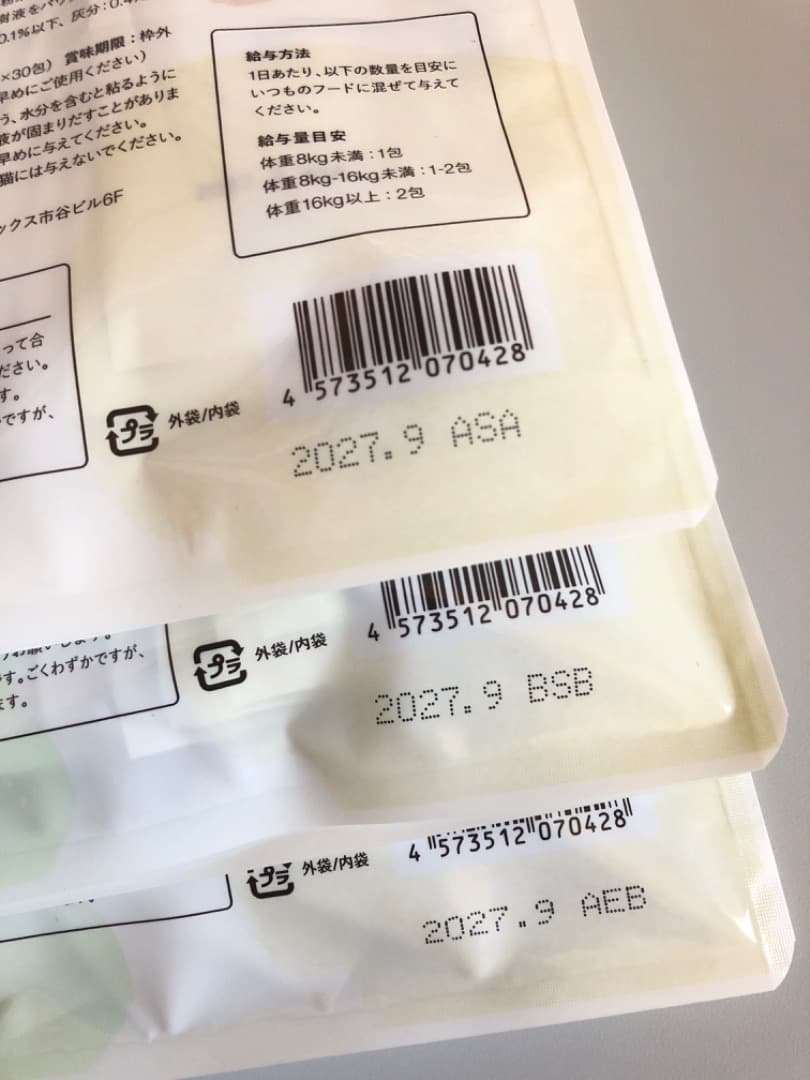 0.1%以下、灰分:0.4
×30包） 賞味期限：枠外
早めにご使用ください）
う、水分を含むと粘るように
液が固まりだすことがありま
早めに与えてください。
猫には与えないでください。
ックス市谷ビル6F
給与方法
1日あたり、以下の数量を目安に
いつものフードに混ぜて与えて
ください。
給与量目安
体重8kg未満：1包
体重8kg-16kg未満：1-2包
体重16kg以上：2包
って合
ださい。
す。
ですが、
プラ 外袋/内袋
4 573512 070428
2027.9 ASA
す。ごくわずかですが、
ます。
プラ 外袋/内袋
4 573512 070428
2027.9 BSB
プラ 外袋/内袋
4 573512 070428
2027.9 AEB